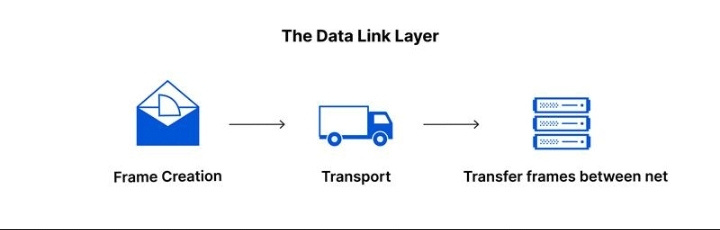 The Data Link Layer
Frame Creation
Transport
Transfer frames between net